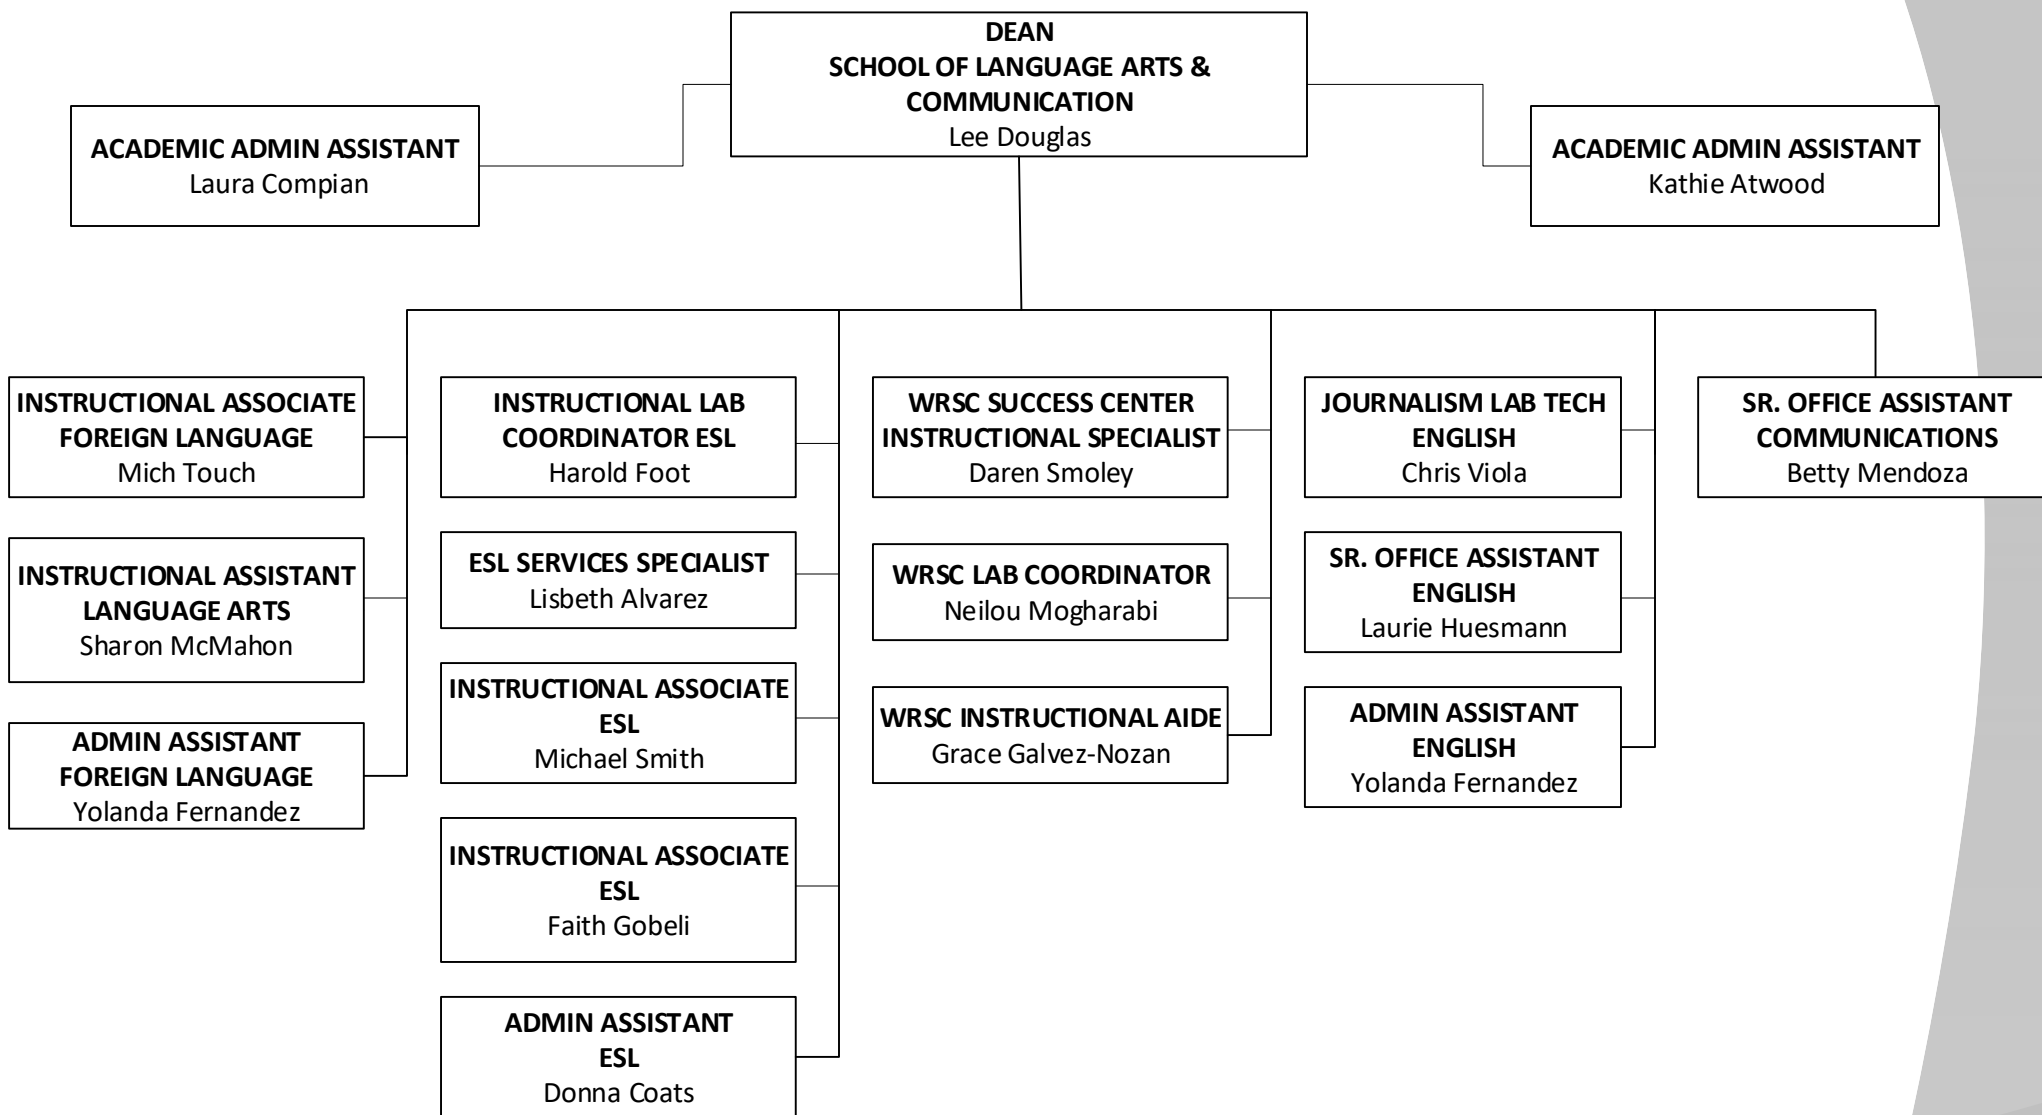 DEAN
SCHOOL OF LANGUAGE ARTS &
COMMUNICATION
Lee Douglas
ACADEMIC ADMIN ASSISTANT
Laura Compian
ACADEMIC ADMIN ASSISTANT
Kathie Atwood
INSTRUCTIONAL ASSOCIATE
FOREIGN LANGUAGE
Mich Touch
INSTRUCTIONAL ASSISTANT
LANGUAGE ARTS
Sharon McMahon
ADMIN ASSISTANT
FOREIGN LANGUAGE
Yolanda Fernandez
INSTRUCTIONAL LAB
COORDINATOR ESL
Harold Foot
ESL SERVICES SPECIALIST
Lisbeth Alvarez
INSTRUCTIONAL ASSOCIATE
ESL
Michael Smith
INSTRUCTIONAL ASSOCIATE
ESL
Faith Gobeli
ADMIN ASSISTANT
ESL
Donna Coats
WRSC SUCCESS CENTER
INSTRUCTIONAL SPECIALIST
Daren Smoley
WRSC LAB COORDINATOR
Neilou Mogharabi
WRSC INSTRUCTIONAL AIDE
Grace Galvez-Nozan
JOURNALISM LAB TECH
ENGLISH
Chris Viola
SR. OFFICE ASSISTANT
ENGLISH
Laurie Huesmann
ADMIN ASSISTANT
ENGLISH
Yolanda Fernandez
SR. OFFICE ASSISTANT
COMMUNICATIONS
Betty Mendoza